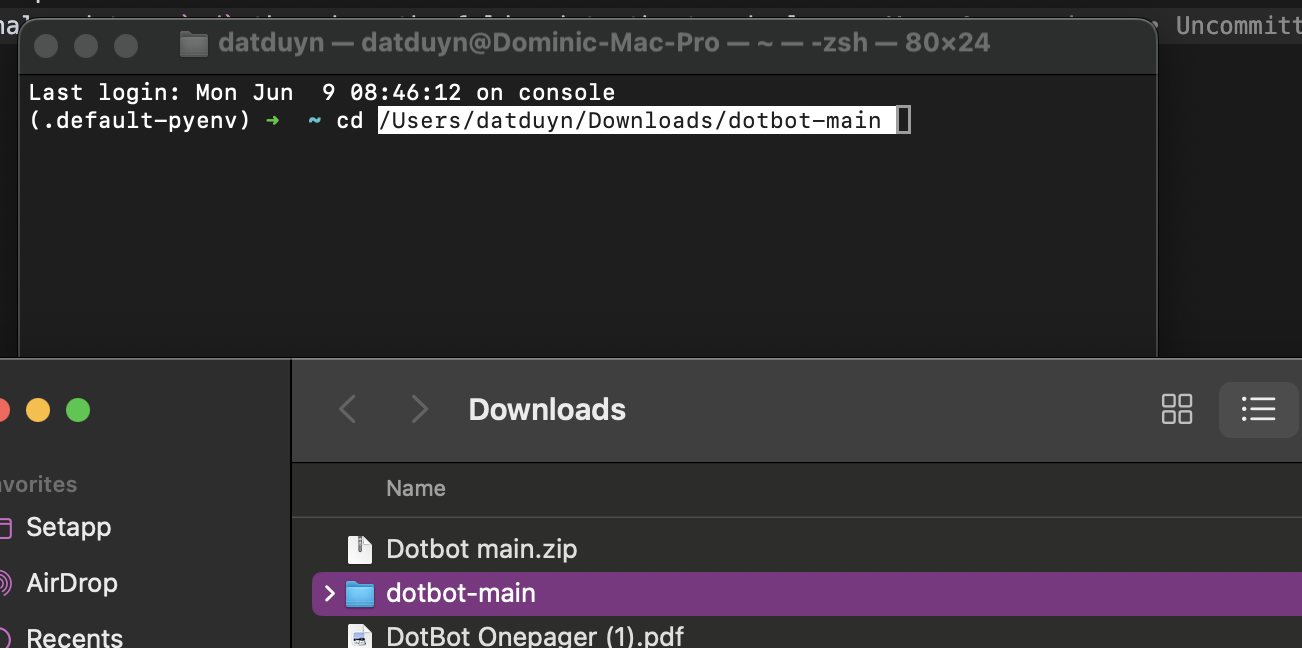 Uncommitt
datduyn — datduyn@Dominic-Mac-Pro — ~ — -zsh — 80×24
Last login: Mon Jun  9 08:46:12 on console
(.default-pyenv) ➜  ~ cd /Users/datduyn/Downloads/dotbot-main
Downloads
vorites
Name
Setapp
Dotbot main.zip
AirDrop
dotbot-main
Recents
DotBot Onepager (1).pdf